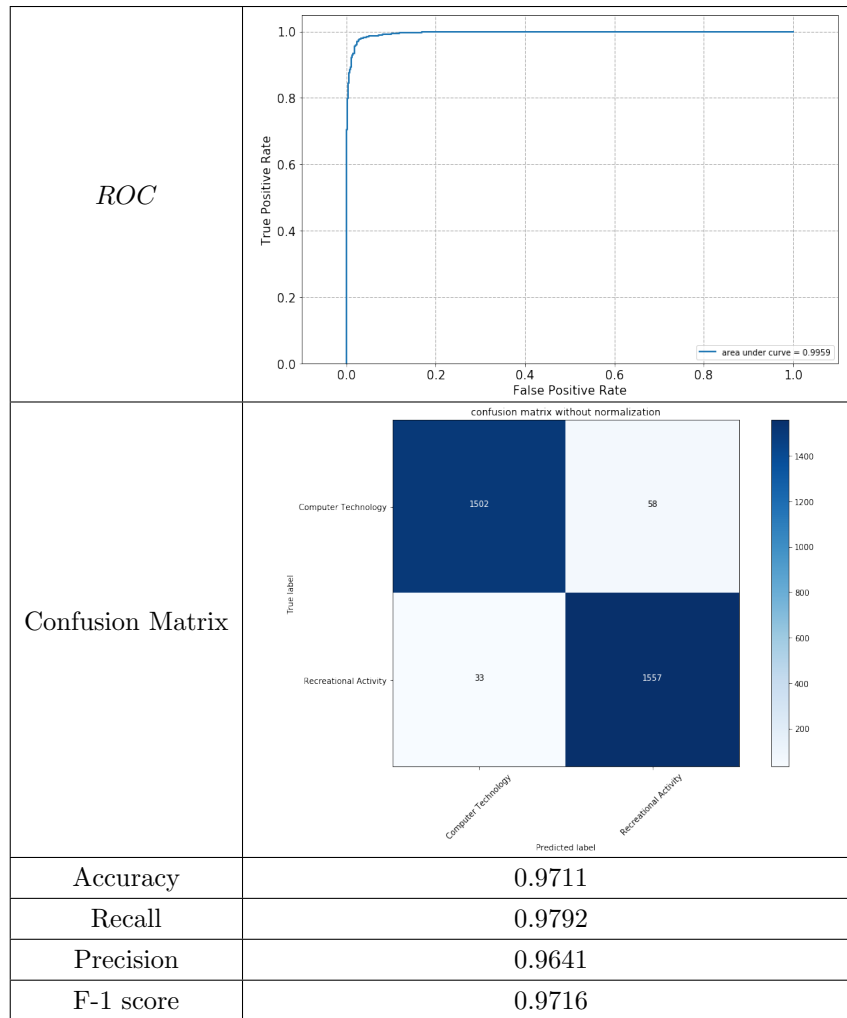 ROC
True Positive Rate
1.0
0.8
0.6
0.4
0.2
0.0
0.0 0.2 0.4 0.6 0.8 1.0
False Positive Rate
area under curve = 0.9959
Confusion Matrix
confusion matrix without normalization
True label
Computer Technology
1502 58
Recreational Activity
33 1557
Computer Technology
Recreational Activity
Predicted label
1400
1200
1000
800
600
400
200
Accuracy 0.9711
Recall 0.9792
Precision 0.9641
F-1 score 0.9716